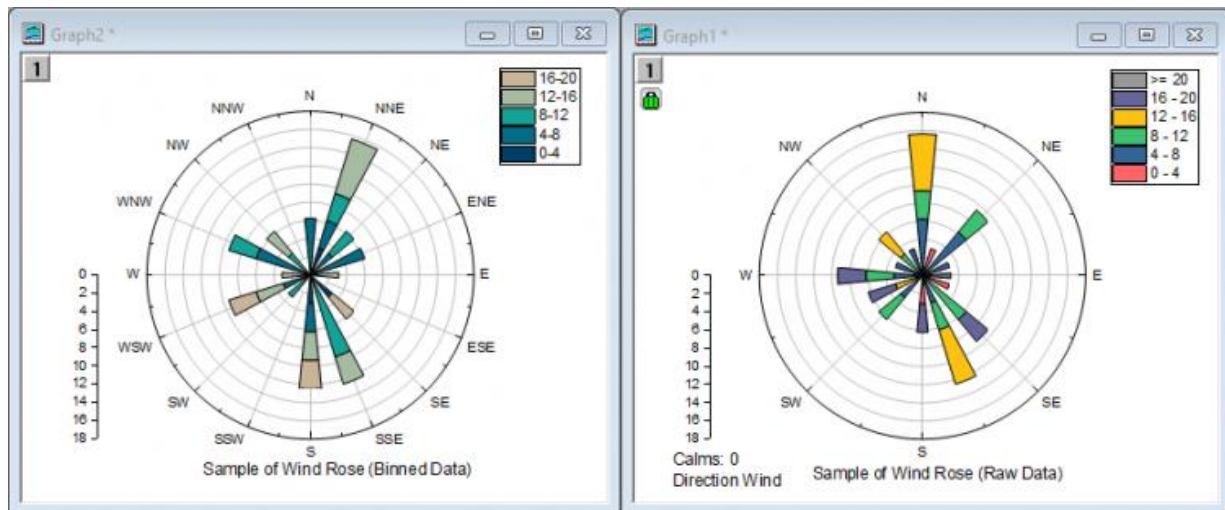 Graph2 *
1
16-20
12-16
8-12
4-8
0-4
N
NNE
NE
ENE
E
ESE
SE
SSE
S
SSW
SW
WSW
W
WNW
NW
NNW
0
2
4
6
8
10
12
14
16
18
Sample of Wind Rose (Binned Data)
Graph1 *
1
>= 20
16 - 20
12 - 16
8 - 12
4 - 8
0 - 4
N
NE
E
SE
S
SW
W
NW
0
2
4
6
8
10
12
14
16
18
Calms: 0
Direction Wind
Sample of Wind Rose (Raw Data)